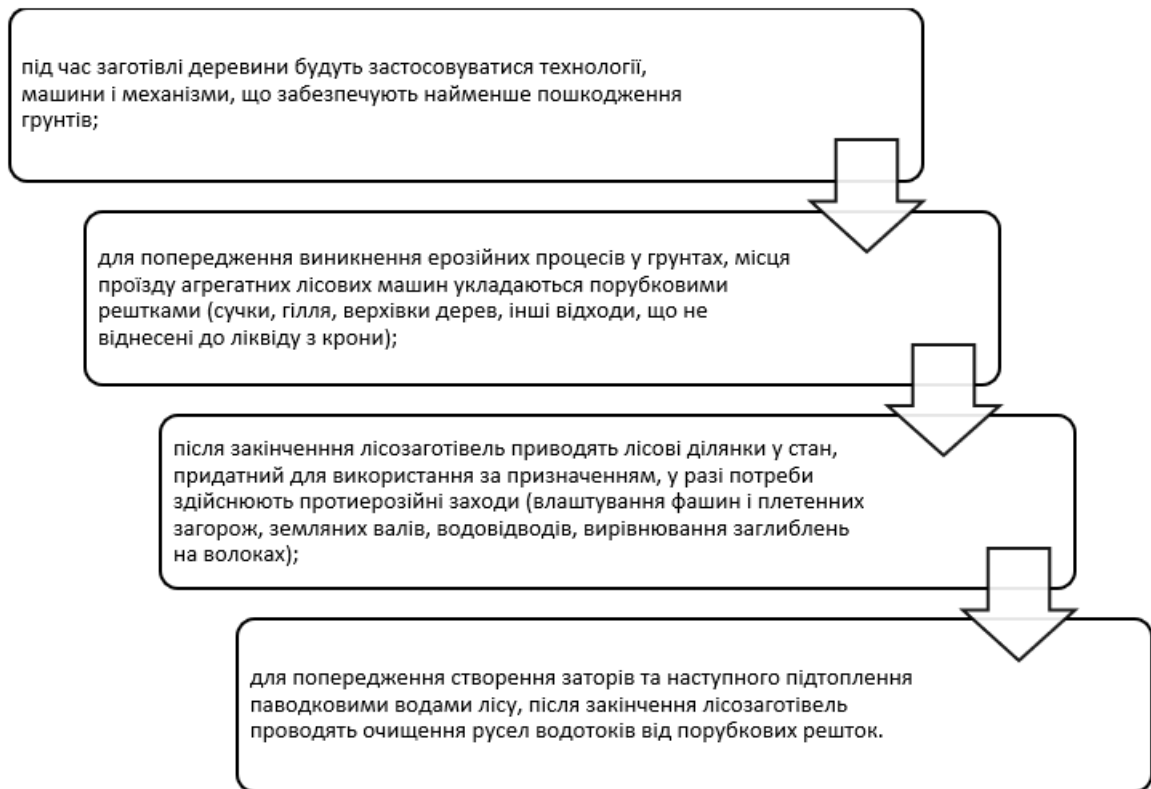 під час заготівлі деревини будуть застосовуватися технології,
машини і механізми, що забезпечують найменше пошкодження
грунтів;
для попередження виникнення ерозійних процесів у грунтах, місця
проїзду агрегатних лісових машин укладаються порубковими
рештками (сучки, гілля, верхівки дерев, інші відходи, що не
віднесені до ліквіду з крони);
після закінченння лісозаготівель приводять лісові ділянки у стан,
придатний для використання за призначенням, у разі потреби
здійснюють протиерозійні заходи (влаштування фашин і плетенних
загорож, земляних валів, водовідводів, вирівнювання заглиблень
на волоках);
для попередження створення заторів та наступного підтоплення
паводковими водами лісу, після закінчення лісозаготівель
проводять очищення русел водотоків від порубкових решток.